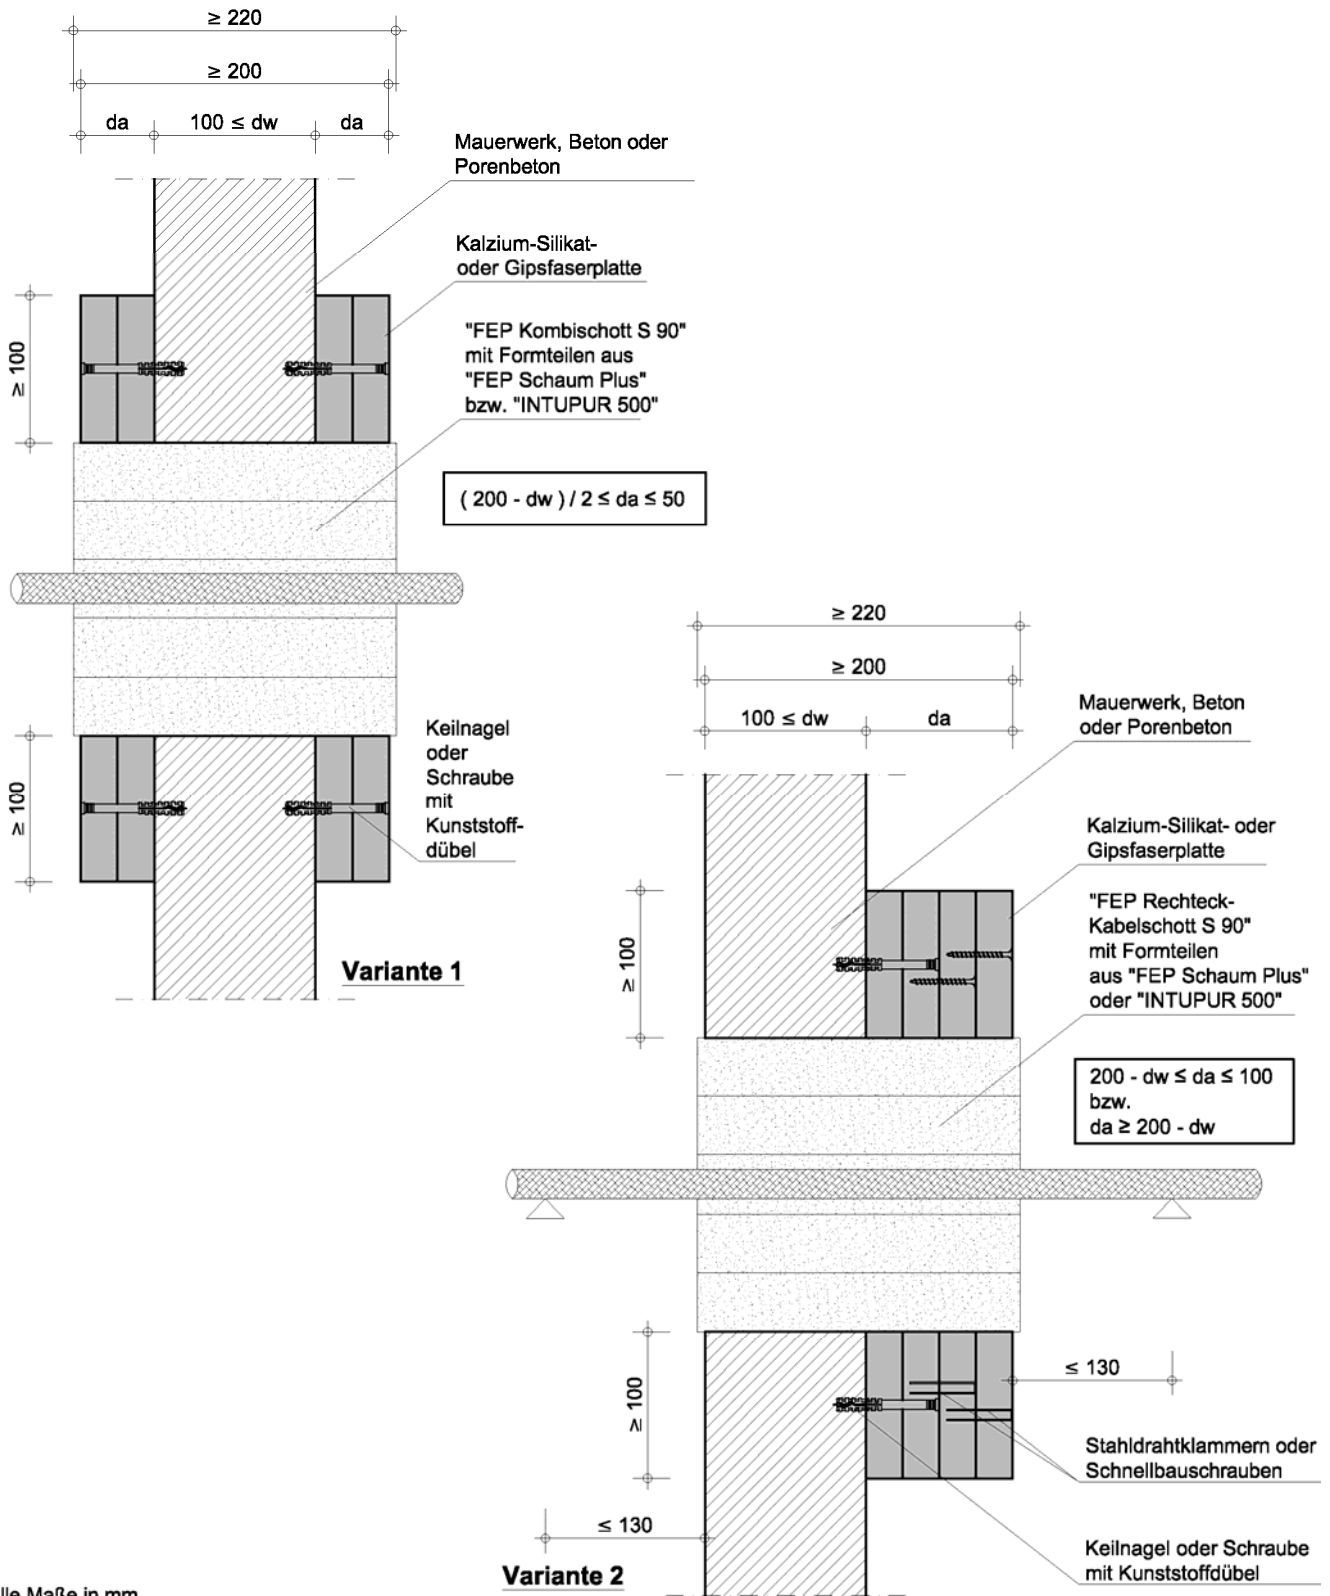 ≥ 220
≥ 200
da
100 ≤ dw
da
Mauerwerk, Beton oder
Porenbeton
Kalzium-Silikat-
oder Gipsfaserplatte
≥ 100
"FEP Kombischott S 90"
mit Formteilen aus
"FEP Schaum Plus"
bzw. "INTUPUR 500"
( 200 - dw ) / 2 ≤ da ≤ 50
≥ 100
Keilnagel
oder
Schraube
mit
Kunststoff-
dübel
Variante 1
≥ 220
≥ 200
100 ≤ dw
da
Mauerwerk, Beton
oder Porenbeton
Kalzium-Silikat- oder
Gipsfaserplatte
≥ 100
"FEP Rechteck-
Kabelschott S 90"
mit Formteilen
aus "FEP Schaum Plus"
oder "INTUPUR 500"
200 - dw ≤ da ≤ 100
bzw.
da ≥ 200 - dw
≥ 100
≤ 130
Stahldrahtklammern oder
Schnellbauschrauben
≤ 130
Keilnagel oder Schraube
mit Kunststoffdübel
Variante 2
lle Maße in mm